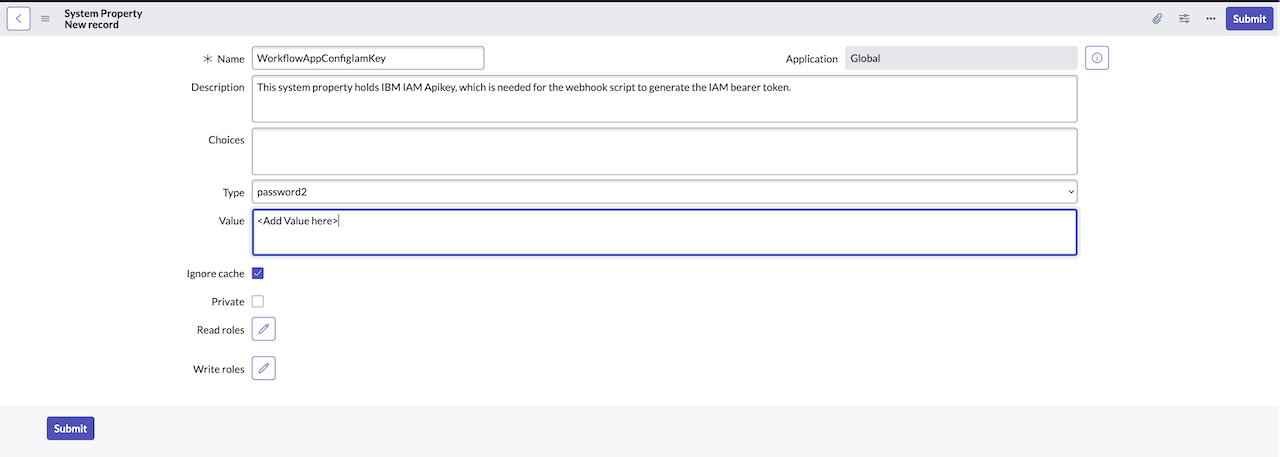 System Property
New record
Submit
* Name
WorkflowAppConfigIamKey
Application
Global
Description
This system property holds IBM IAM Apikey, which is needed for the webhook script to generate the IAM bearer token.
Choices
Type
password2
Value
<Add Value here>
Ignore cache
Private
Read roles
Write roles
Submit